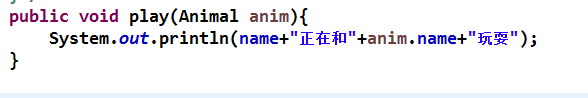 public void play(Animal anim){
System.out.println(name+"正在和"+anim.name+"玩耍");
}